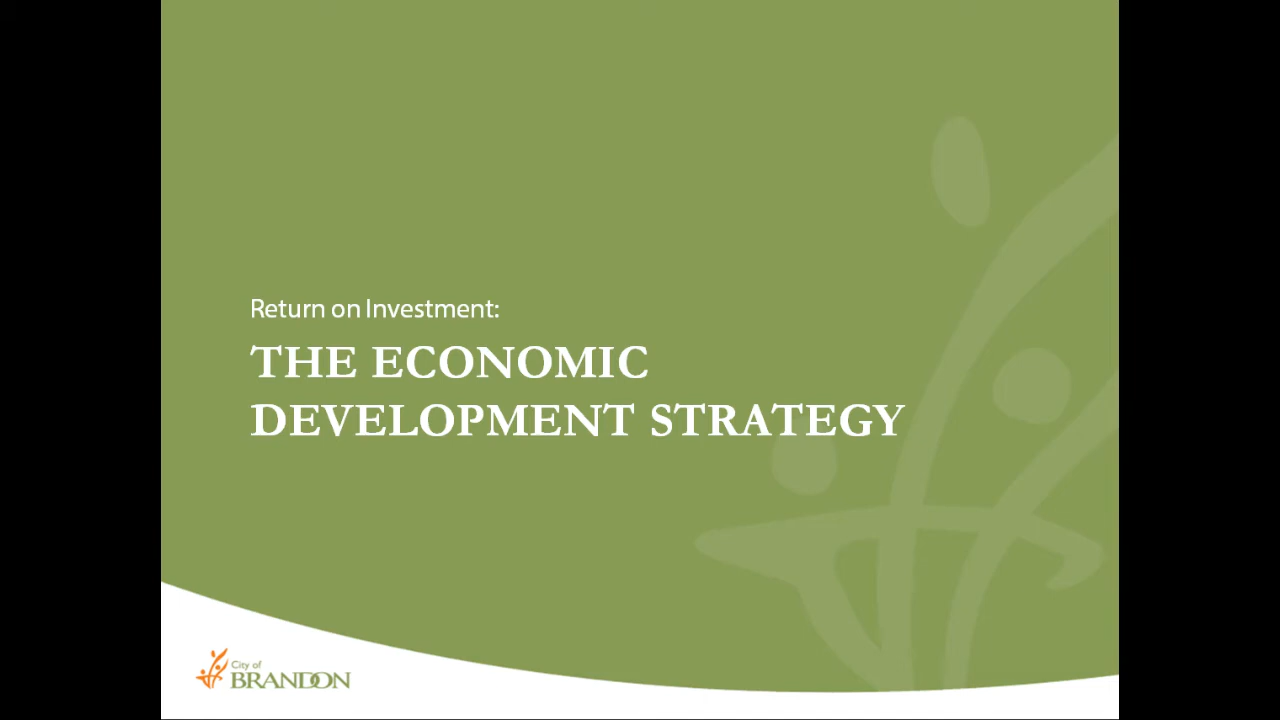 Return on Investment:
THE ECONOMIC
DEVELOPMENT STRATEGY
City of
BRANDON